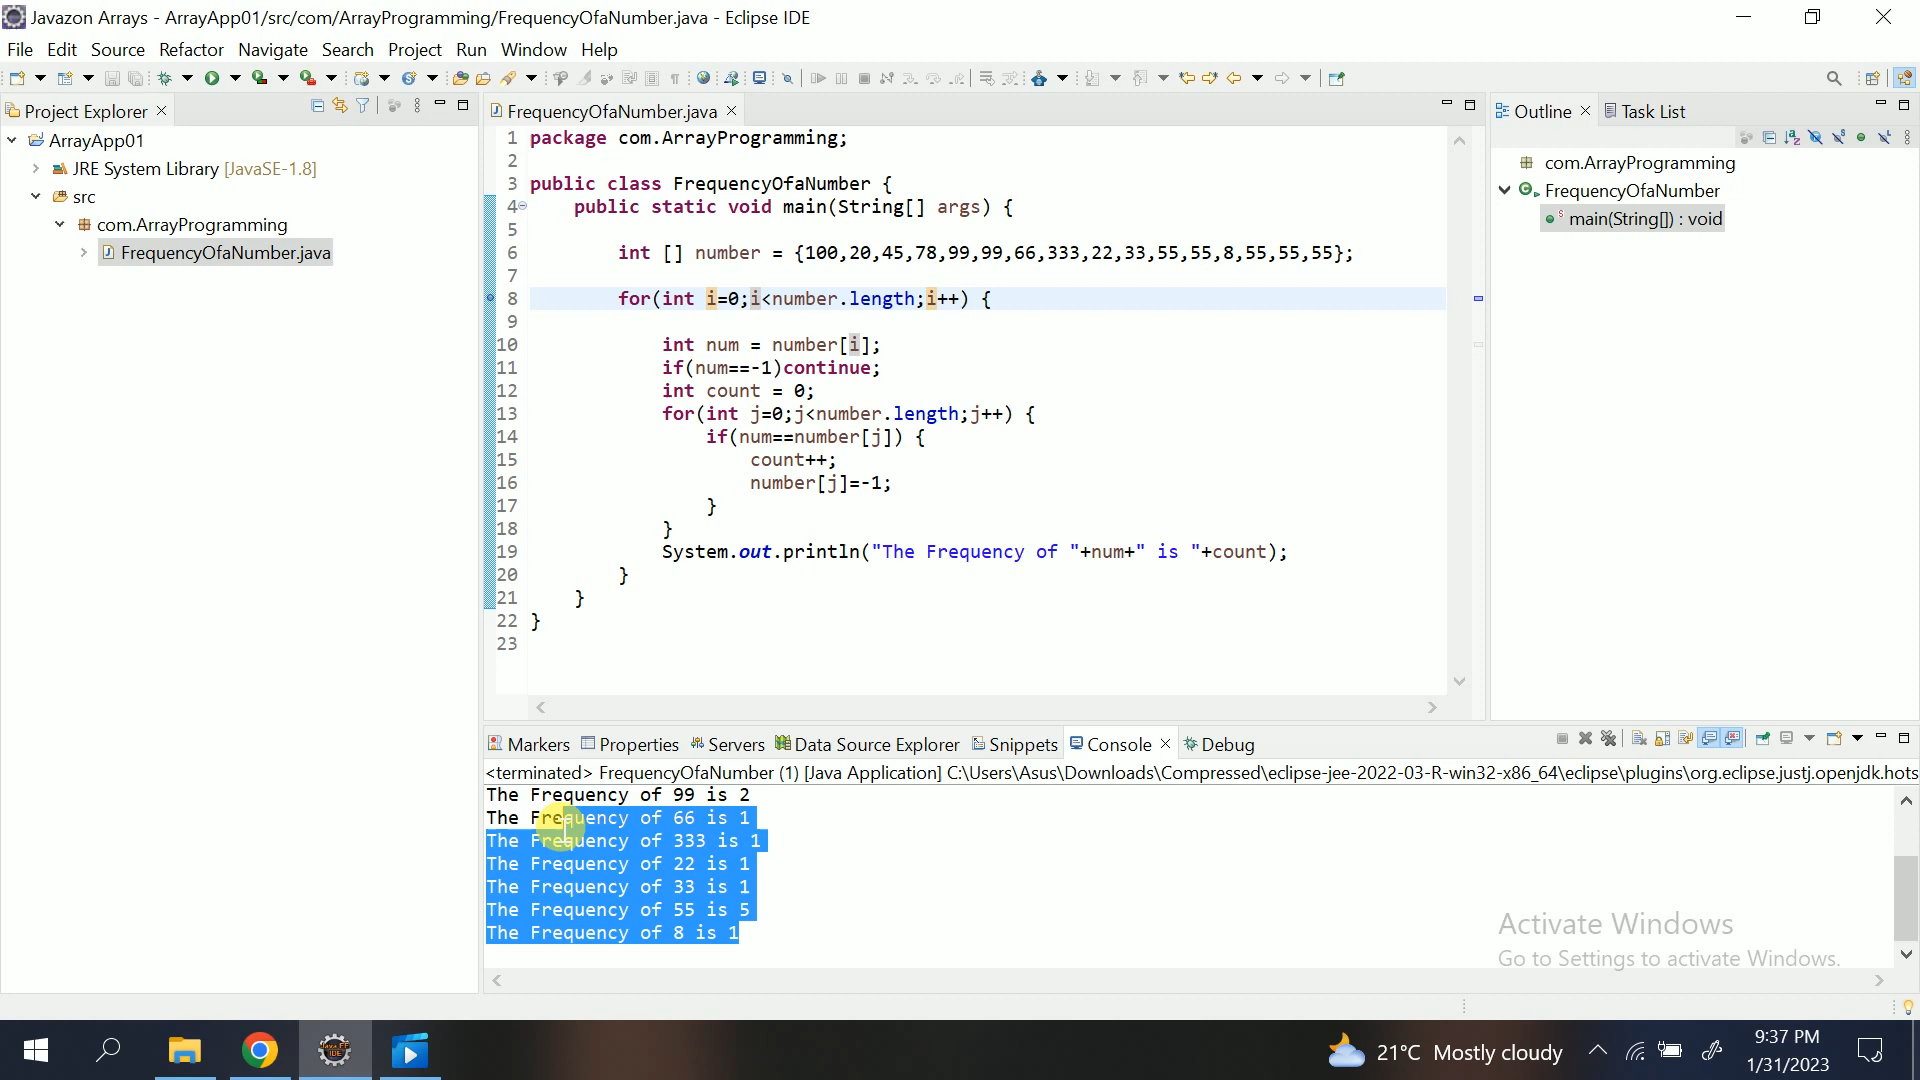 Javazon Arrays - ArrayApp01/src/com/ArrayProgramming/FrequencyOfaNumber.java - Eclipse IDE
File Edit Source Refactor Navigate Search Project Run Window Help
Project Explorer
ArrayApp01
JRE System Library [JavaSE-1.8]
src
com.ArrayProgramming
FrequencyOfaNumber.java
FrequencyOfaNumber.java
1 package com.ArrayProgramming;
2
3 public class FrequencyOfaNumber {
4 public static void main(String[] args) {
5
6 int [] number = {100,20,45,78,99,99,66,333,22,33,55,55,8,55,55,55};
7
8 for(int i=0;i<number.length;i++) {
9
10 int num = number[i];
11 if(num==-1)continue;
12 int count = 0;
13 for(int j=0;j<number.length;j++) {
14 if(num==number[j]) {
15 count++;
16 number[j]=-1;
17 }
18 }
19 System.out.println("The Frequency of "+num+" is "+count);
20 }
21 }
22 }
23
Outline Task List
com.ArrayProgramming
FrequencyOfaNumber
main(String[]) : void
Markers Properties Servers Data Source Explorer Snippets Console Debug
<terminated> FrequencyOfaNumber (1) [Java Application] C:\Users\Asus\Downloads\Compressed\eclipse-jee-2022-03-R-win32-x86_64\eclipse\plugins\org.eclipse.justj.openjdk.hots
The Frequency of 99 is 2
The Frequency of 66 is 1
The Frequency of 333 is 1
The Frequency of 22 is 1
The Frequency of 33 is 1
The Frequency of 55 is 5
The Frequency of 8 is 1
Activate Windows
Go to Settings to activate Windows.
21°C Mostly cloudy
9:37 PM
1/31/2023